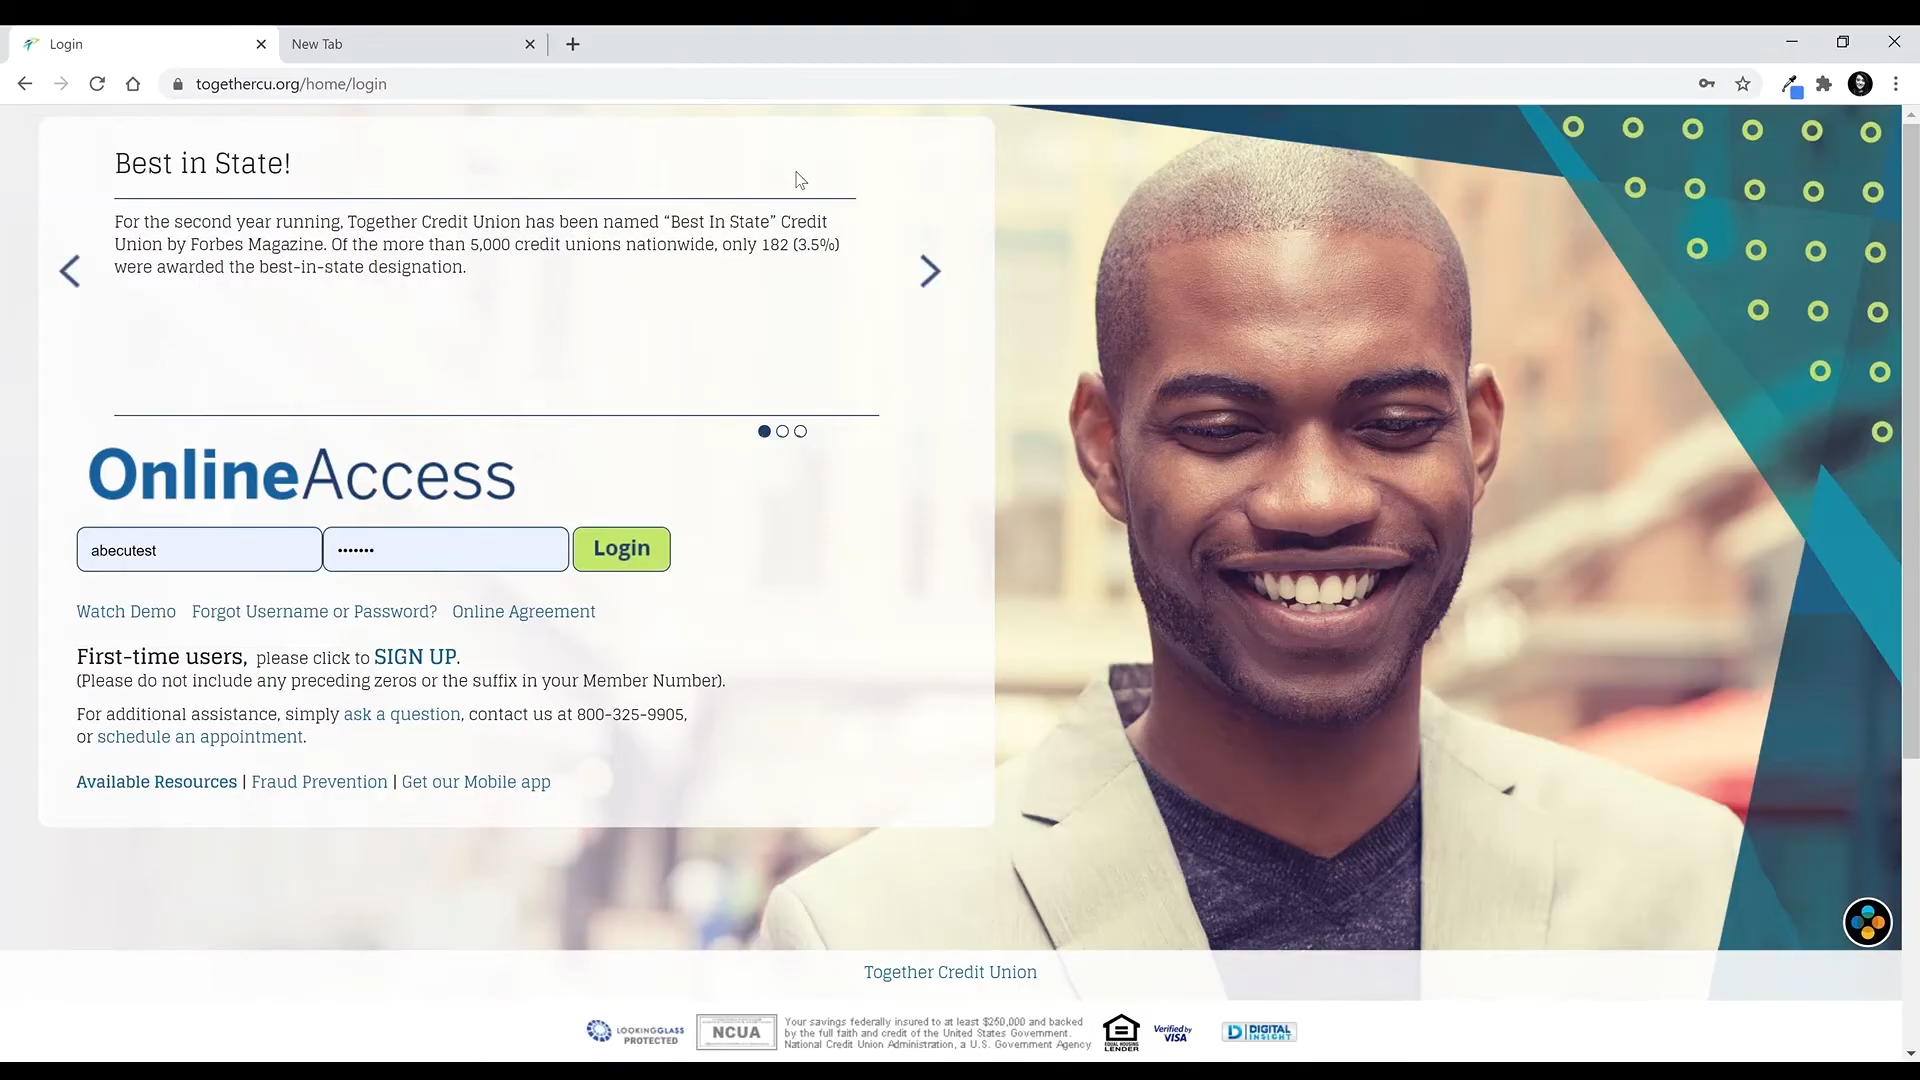 Login
New Tab
togethercu.org/home/login
Best in State!
For the second year running, Together Credit Union has been named “Best In State” Credit
Union by Forbes Magazine. Of the more than 5,000 credit unions nationwide, only 182 (3.5%)
were awarded the best-in-state designation.
OnlineAccess
abecutest
•••••••
Login
Watch Demo Forgot Username or Password? Online Agreement
First-time users, please click to SIGN UP.
(Please do not include any preceding zeros or the suffix in your Member Number).
For additional assistance, simply ask a question, contact us at 800-325-9905,
or schedule an appointment.
Available Resources | Fraud Prevention | Get our Mobile app
Together Credit Union
LOOKINGGLASS
PROTECTED
NCUA
Your savings federally insured to at least $250,000 and backed
by the full faith and credit of the United States Government.
National Credit Union Administration, a U.S. Government Agency
EQUAL HOUSING
LENDER
Verified by
VISA
D DIGITAL
INSIGHT